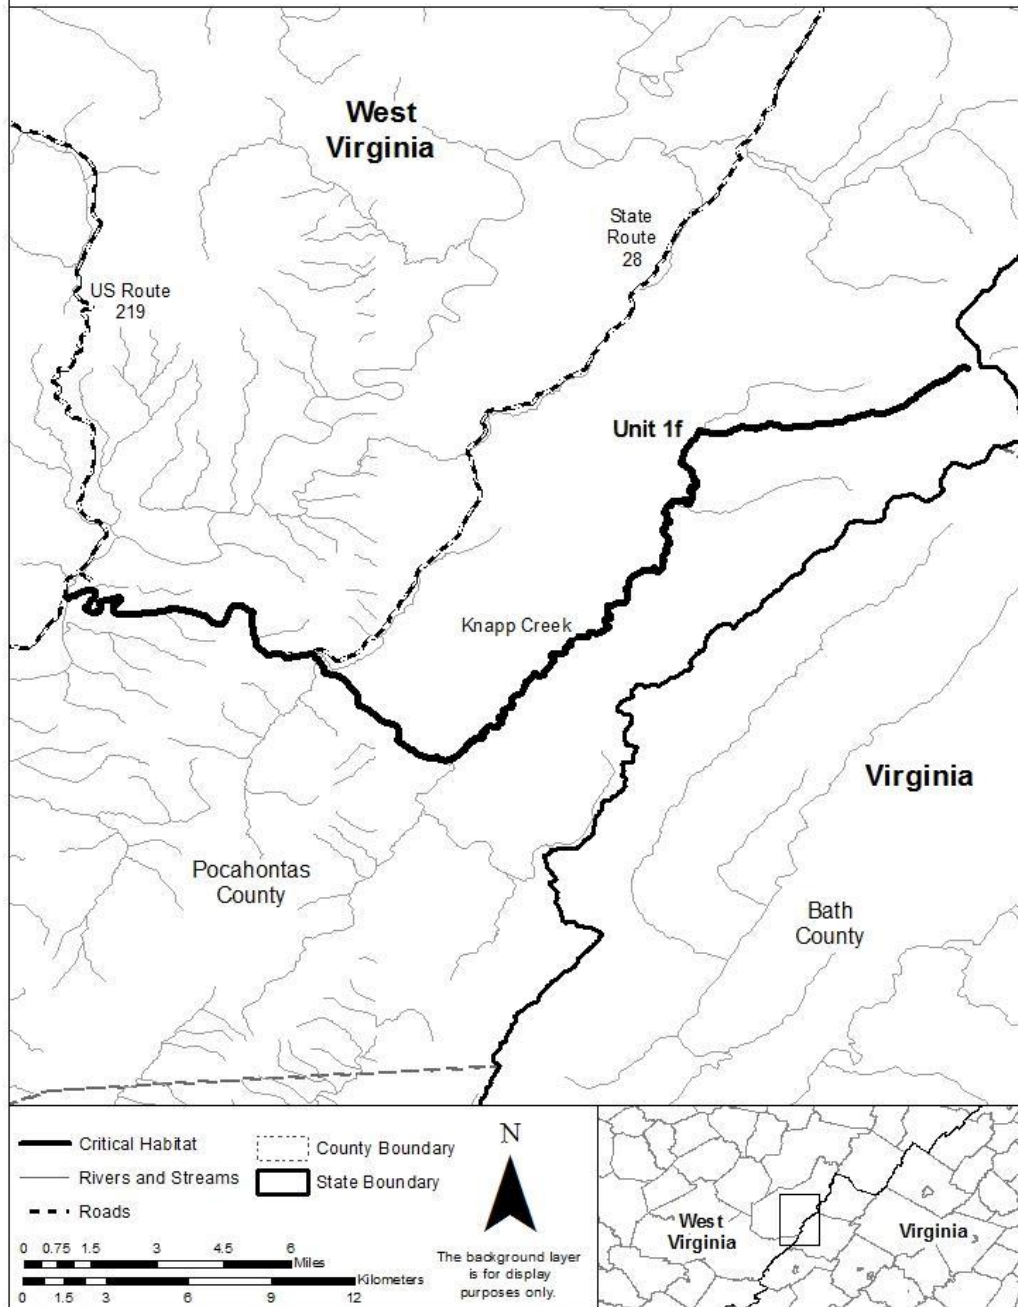 West
Virginia
State
Route
28
US Route
219
Unit 1f
Knapp Creek
Virginia
Pocahontas
County
Bath
County
Critical Habitat
Rivers and Streams
Roads
County Boundary
State Boundary
0 0.75 1.5 3 4.5 6
Miles
Kilometers
0 1.5 3 6 9 12
N
The background layer
is for display
purposes only.
West
Virginia
Virginia